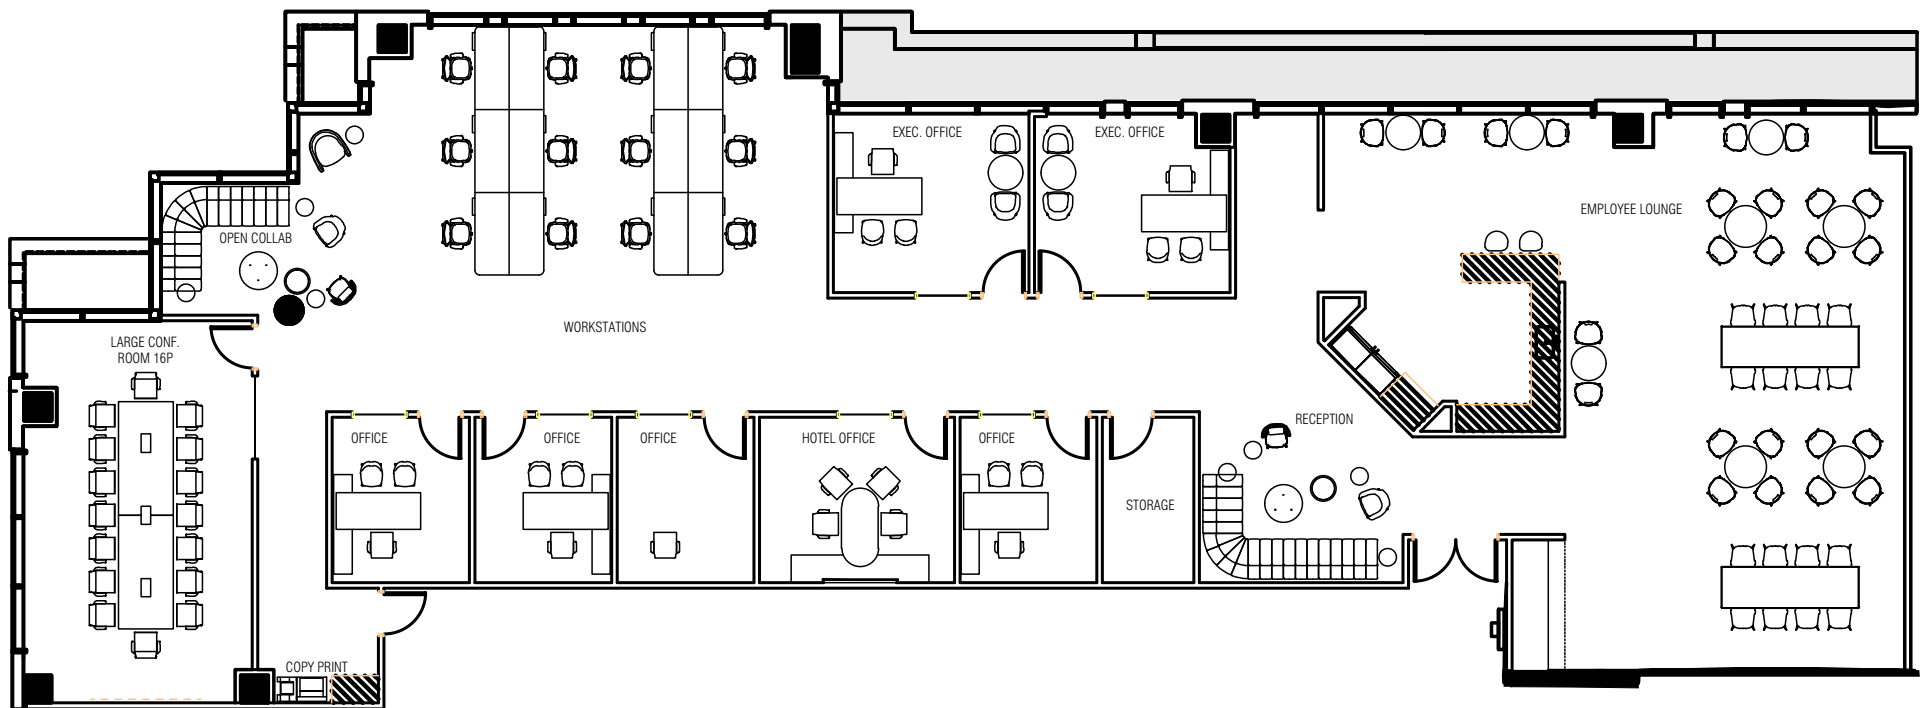 EXEC. OFFICE
EXEC. OFFICE
EMPLOYEE LOUNGE
OPEN COLLAB
WORKSTATIONS
LARGE CONF.
ROOM 16P
RECEPTION
OFFICE
OFFICE
OFFICE
HOTEL OFFICE
OFFICE
STORAGE
COPY PRINT